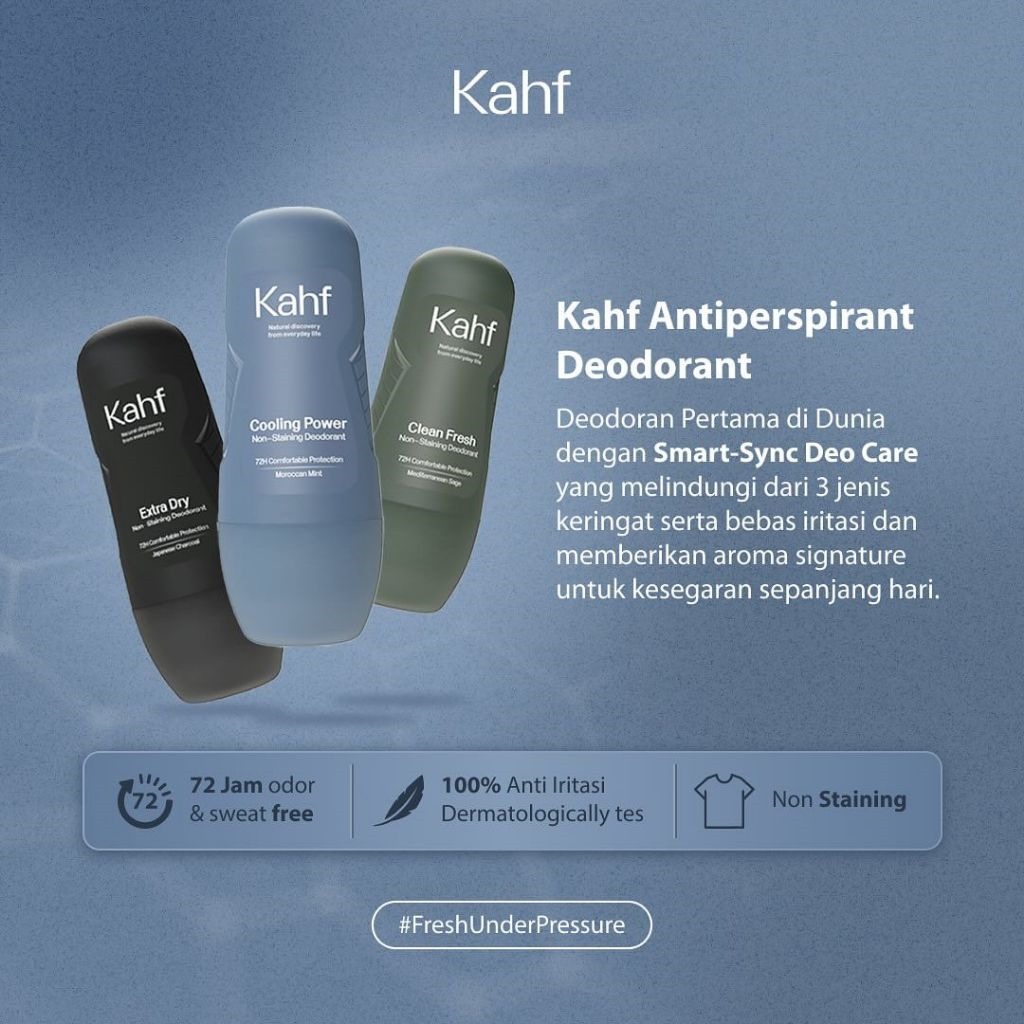 Kahf
Kahf
Natural discovery
from everyday life
Extra Dry
Non-Staining Deodorant
72H Comfortable Protection
Japanese Charcoal
Kahf
Natural discovery
from everyday life
Cooling Power
Non-Staining Deodorant
72H Comfortable Protection
Moroccan Mint
Kahf
Natural discovery
from everyday life
Clean Fresh
Non-Staining Deodorant
72H Comfortable Protection
Mediterranean Sage
Kahf Antiperspirant
Deodorant
Deodoran Pertama di Dunia
dengan Smart-Sync Deo Care
yang melindungi dari 3 jenis
keringat serta bebas iritasi dan
memberikan aroma signature
untuk kesegaran sepanjang hari.
72
72 Jam odor
& sweat free
100% Anti Iritasi
Dermatologically tes
Non Staining
#FreshUnderPressure